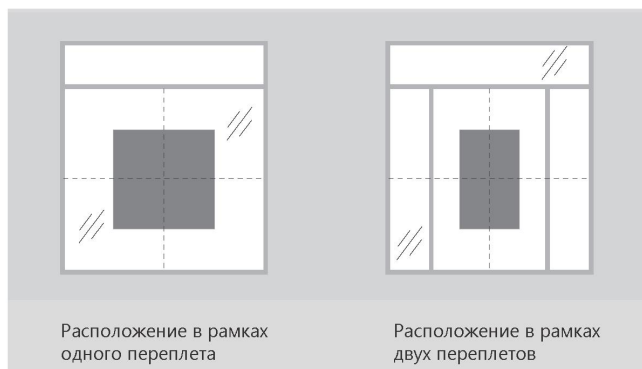 Расположение в рамках
одного переплета
Расположение в рамках
двух переплетов